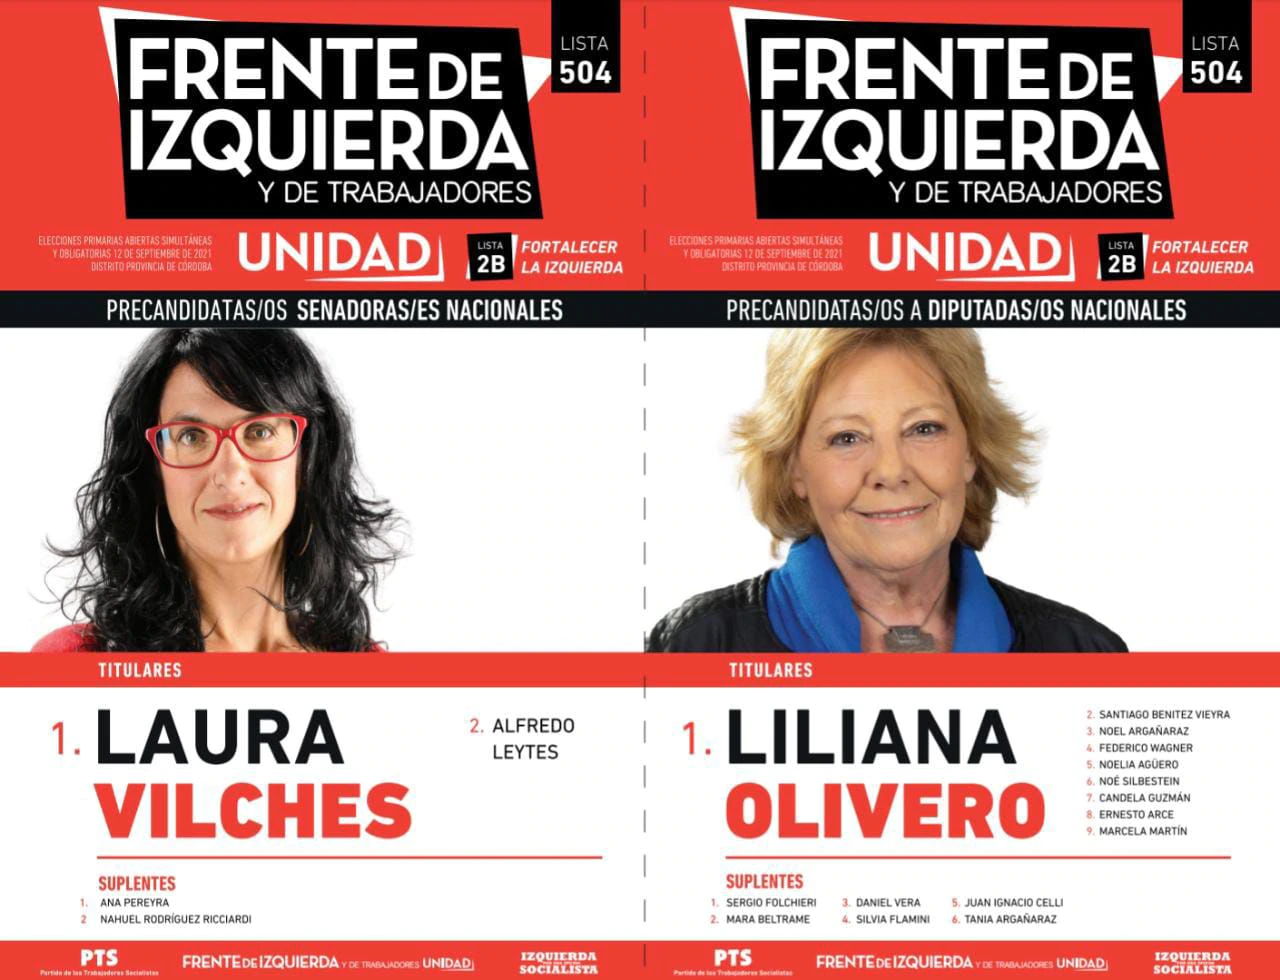 FRENTE DE
IZQUIERDA
Y DE TRABAJADORES
LISTA
504
ELECCIONES PRIMARIAS ABIERTAS SIMULTÁNEAS
Y OBLIGATORIAS 12 DE SEPTIEMBRE DE 2021
DISTRITO PROVINCIA DE CÓRDOBA
UNIDAD
LISTA
2B
FORTALECER
LA IZQUIERDA
PRECANDIDATAS/OS SENADORAS/ES NACIONALES
TITULARES
1. LAURA
VILCHES
2. ALFREDO
LEYTES
SUPLENTES
1. ANA PEREYRA
2 NAHUEL RODRÍGUEZ RICCIARDI
PTS
Partido de los Trabajadores Socialistas
FRENTE DE IZQUIERDA Y DE TRABAJADORES UNIDAD
IZQUIERDA
SOCIALISTA
FRENTE DE
IZQUIERDA
Y DE TRABAJADORES
LISTA
504
ELECCIONES PRIMARIAS ABIERTAS SIMULTÁNEAS
Y OBLIGATORIAS 12 DE SEPTIEMBRE DE 2021
DISTRITO PROVINCIA DE CÓRDOBA
UNIDAD
LISTA
2B
FORTALECER
LA IZQUIERDA
PRECANDIDATAS/OS A DIPUTADAS/OS NACIONALES
TITULARES
1. LILIANA
OLIVERO
2. SANTIAGO BENITEZ VIEYRA
3. NOEL ARGAÑARAZ
4. FEDERICO WAGNER
5. NOELIA AGÜERO
6. NOÉ SILBESTEIN
7. CANDELA GUZMÁN
8. ERNESTO ARCE
9. MARCELA MARTÍN
SUPLENTES
1. SERGIO FOLCHIERI
2. MARA BELTRAME
3. DANIEL VERA
4. SILVIA FLAMINI
5. JUAN IGNACIO CELLI
6. TANIA ARGAÑARAZ
PTS
Partido de los Trabajadores Socialistas
FRENTE DE IZQUIERDA Y DE TRABAJADORES UNIDAD
IZQUIERDA
SOCIALISTA